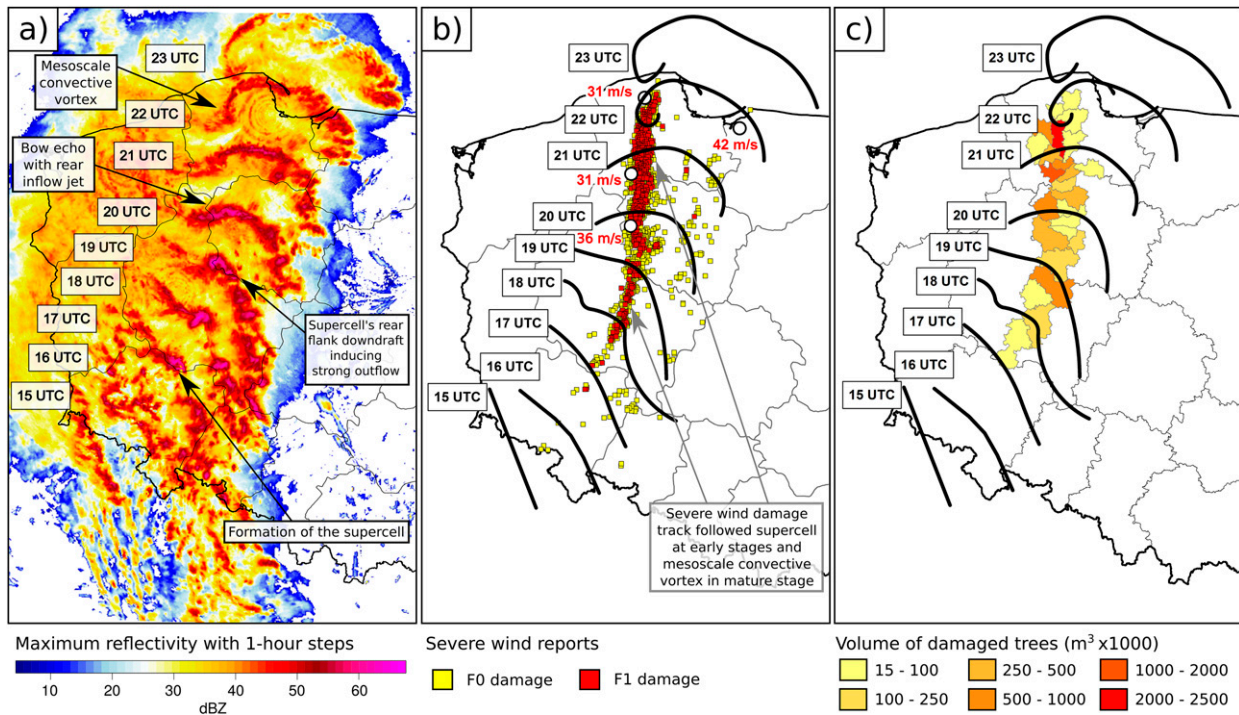 a)
23 UTC
Mesoscale
convective
vortex
22 UTC
Bow echo
with rear
inflow jet
21 UTC
20 UTC
19 UTC
18 UTC
17 UTC
Supercell's rear
flank downdraft
inducing
strong outflow
16 UTC
15 UTC
Formation of the supercell
Maximum reflectivity with 1-hour steps
10 20 30 40 50 60
dBZ
b)
23 UTC
31 m/s
22 UTC
42 m/s
21 UTC
31 m/s
20 UTC
36 m/s
19 UTC
18 UTC
17 UTC
16 UTC
15 UTC
Severe wind damage
track followed supercell
at early stages and
mesoscale convective
vortex in mature stage
Severe wind reports
F0 damage F1 damage
c)
23 UTC
22 UTC
21 UTC
20 UTC
19 UTC
18 UTC
17 UTC
16 UTC
15 UTC
Volume of damaged trees (m³ x1000)
15 - 100 250 - 500 1000 - 2000
100 - 250 500 - 1000 2000 - 2500